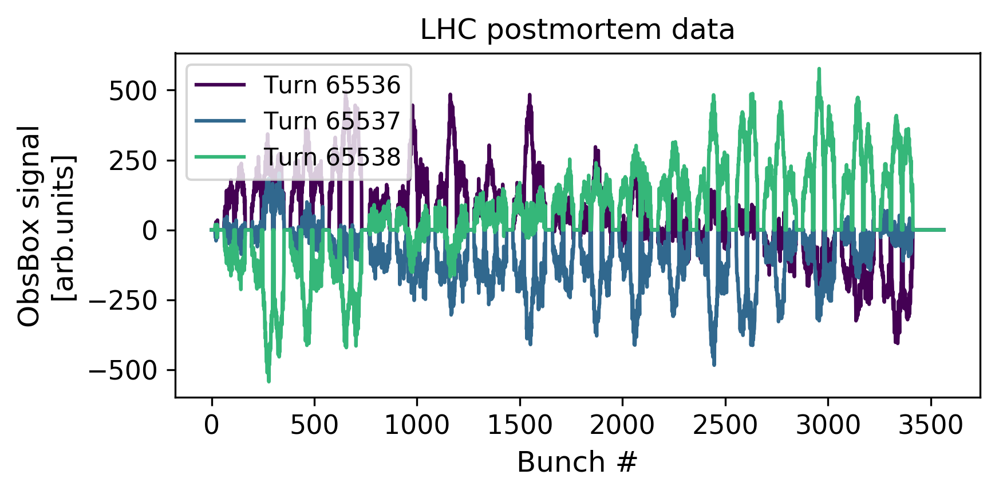 LHC postmortem data
ObsBox signal
[arb.units]
500
250
0
−250
−500
Turn 65536
Turn 65537
Turn 65538
0 500 1000 1500 2000 2500 3000 3500
Bunch #